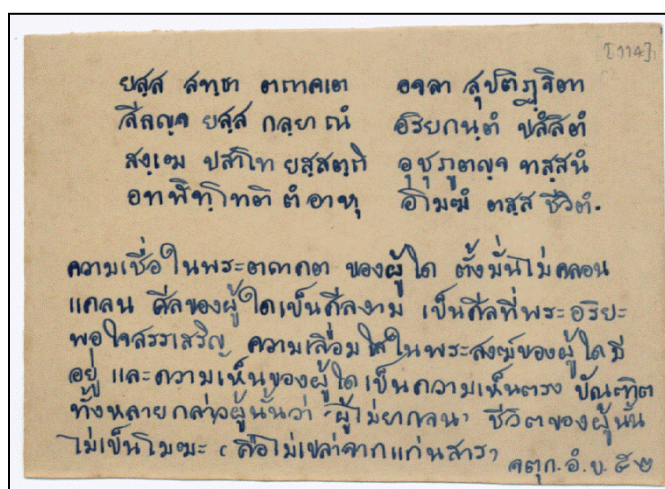 [114]
ยสฺส สทฺธา ตถาคเต อจลา สุปติฏฺฐิตา
สีลญฺจ ยสฺส กลฺยาณํ อริยกนฺตํ ปสํสิตํ
สงฺเฆ ปสาโท ยสฺสตฺถิ อุชุภูตญฺจ ทสฺสนํ
อทฬิทฺโทติ ตํ อาหุ อโมฆํ ตสฺส ชีวิตํ.
ความเชื่อในพระตถาคต ของผู้ใด ตั้งมั่นไม่คลอน
แคลน ศีลของผู้ใดเป็นศีลงาม เป็นศีลที่พระอริยะ
พอใจสรรเสริญ ความเลื่อมใสในพระสงฆ์ของผู้ใดมี
อยู่ และความเห็นของผู้ใดเป็นความเห็นตรง บัณฑิต
ทั้งหลายกล่าวผู้นั้นว่า 'ผู้ไม่ยากจน' ชีวิตของผู้นั้น
ไม่เป็นโมฆะ (คือไม่เปล่าจากแก่นสาร)
จตุก. อํ. ๒. ๕๒